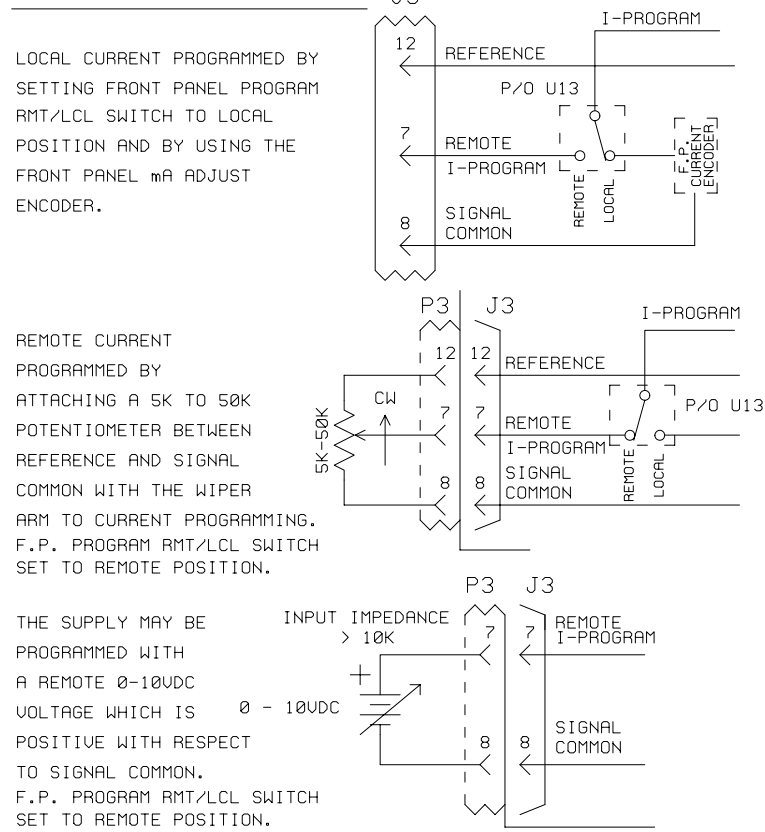 I-PROGRAM
12
REFERENCE
LOCAL CURRENT PROGRAMMED BY
SETTING FRONT PANEL PROGRAM
RMT/LCL SWITCH TO LOCAL
POSITION AND BY USING THE
FRONT PANEL mA ADJUST
ENCODER.
P/O U13
7
REMOTE
I-PROGRAM
REMOTE
LOCAL
F.P.
CURRENT
ENCODER
8
SIGNAL
COMMON
P3 J3
I-PROGRAM
REMOTE CURRENT
PROGRAMMED BY
ATTACHING A 5K TO 50K
POTENTIOMETER BETWEEN
REFERENCE AND SIGNAL
COMMON WITH THE WIPER
ARM TO CURRENT PROGRAMMING.
F.P. PROGRAM RMT/LCL SWITCH
SET TO REMOTE POSITION.
5K-50K
CW
12 12
REFERENCE
P/O U13
7 7
REMOTE
I-PROGRAM
REMOTE
LOCAL
8 8
SIGNAL
COMMON
P3 J3
THE SUPPLY MAY BE
PROGRAMMED WITH
A REMOTE 0-10VDC
VOLTAGE WHICH IS
POSITIVE WITH RESPECT
TO SIGNAL COMMON.
F.P. PROGRAM RMT/LCL SWITCH
SET TO REMOTE POSITION.
INPUT IMPEDANCE
> 10K
+
0 - 10VDC
7 7
REMOTE
I-PROGRAM
8 8
SIGNAL
COMMON